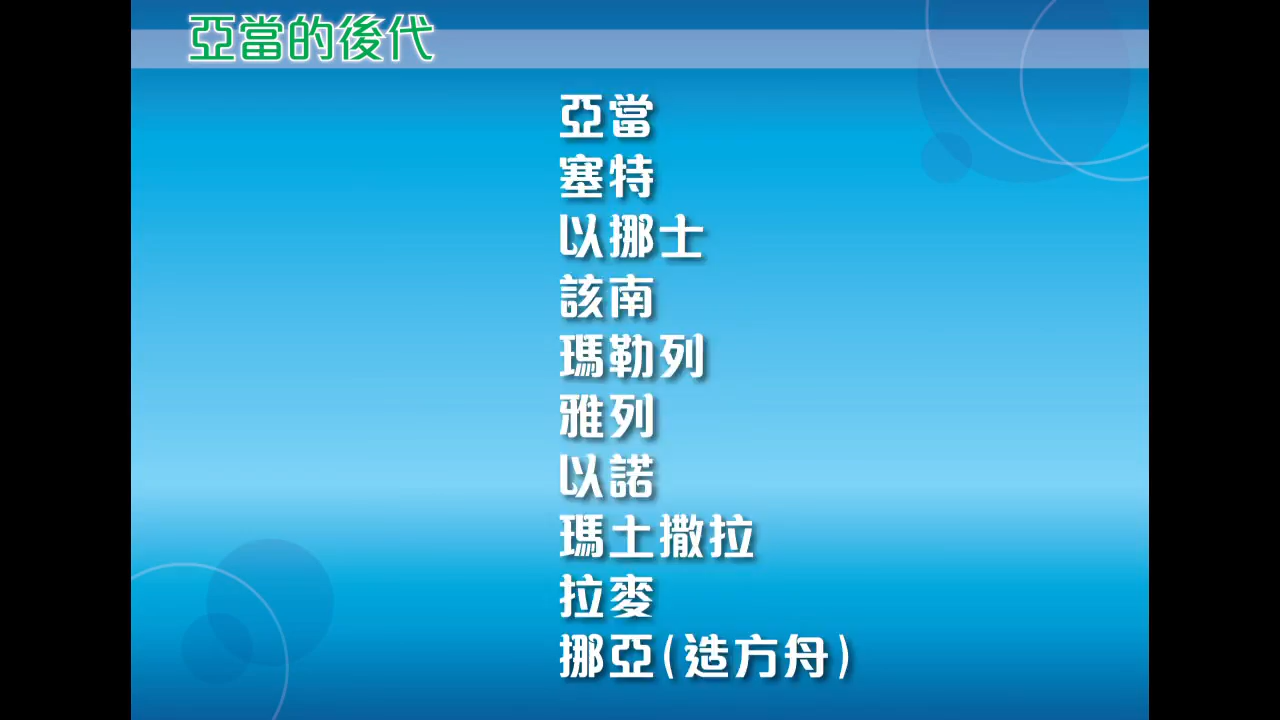 亞當的後代
亞當
塞特
以挪士
該南
瑪勒列
雅列
以諾
瑪土撒拉
拉麥
挪亞(造方舟)